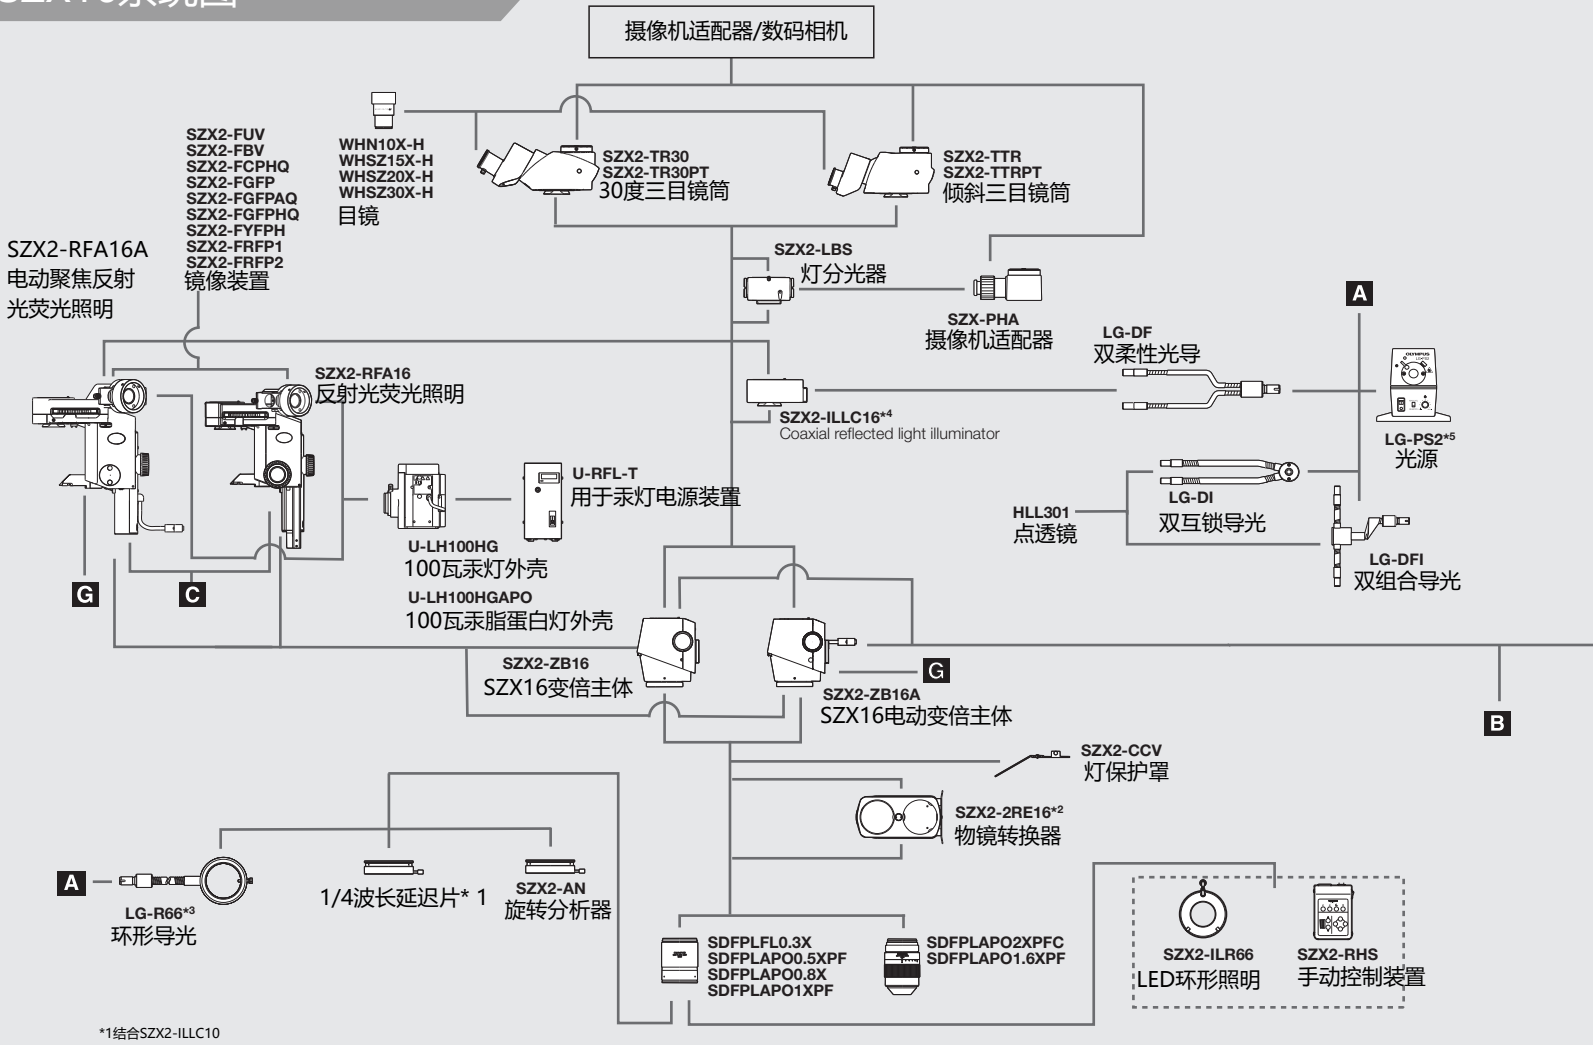 SZX16系统图
摄像机适配器/数码相机
SZX2-FUV
SZX2-FBV
SZX2-FCPHQ
SZX2-FGFP
SZX2-FGFPAQ
SZX2-FGFPHQ
SZX2-FYFPH
SZX2-FRFP1
SZX2-FRFP2
镜像装置
WHN10X-H
WHSZ15X-H
WHSZ20X-H
WHSZ30X-H
目镜
SZX2-TR30
SZX2-TR30PT
30度三目镜筒
SZX2-TTR
SZX2-TTRPT
倾斜三目镜筒
SZX2-RFA16A
电动聚焦反射
光荧光照明
SZX2-LBS
灯分光器
SZX-PHA
摄像机适配器
A
LG-DF
双柔性光导
OLYMPUS
LG-PS2*5
光源
SZX2-RFA16
反射光荧光照明
SZX2-ILLC16*4
Coaxial reflected light illuminator
U-RFL-T
用于汞灯电源装置
LG-DI
双互锁导光
HLL301
点透镜
LG-DFI
双组合导光
U-LH100HG
100瓦汞灯外壳
U-LH100HGAPO
100瓦汞脂蛋白灯外壳
G
C
SZX2-ZB16
SZX16变倍主体
G
SZX2-ZB16A
SZX16电动变倍主体
B
SZX2-CCV
灯保护罩
SZX2-2RE16*2
物镜转换器
A
LG-R66*3
环形导光
1/4波长延迟片* 1
SZX2-AN
旋转分析器
SDFPLFL0.3X
SDFPLAPO0.5XPF
SDFPLAPO0.8X
SDFPLAPO1XPF
SDFPLAPO2XPFC
SDFPLAPO1.6XPF
SZX2-ILR66
LED环形照明
SZX2-RHS
手动控制装置
*1结合SZX2-ILLC10